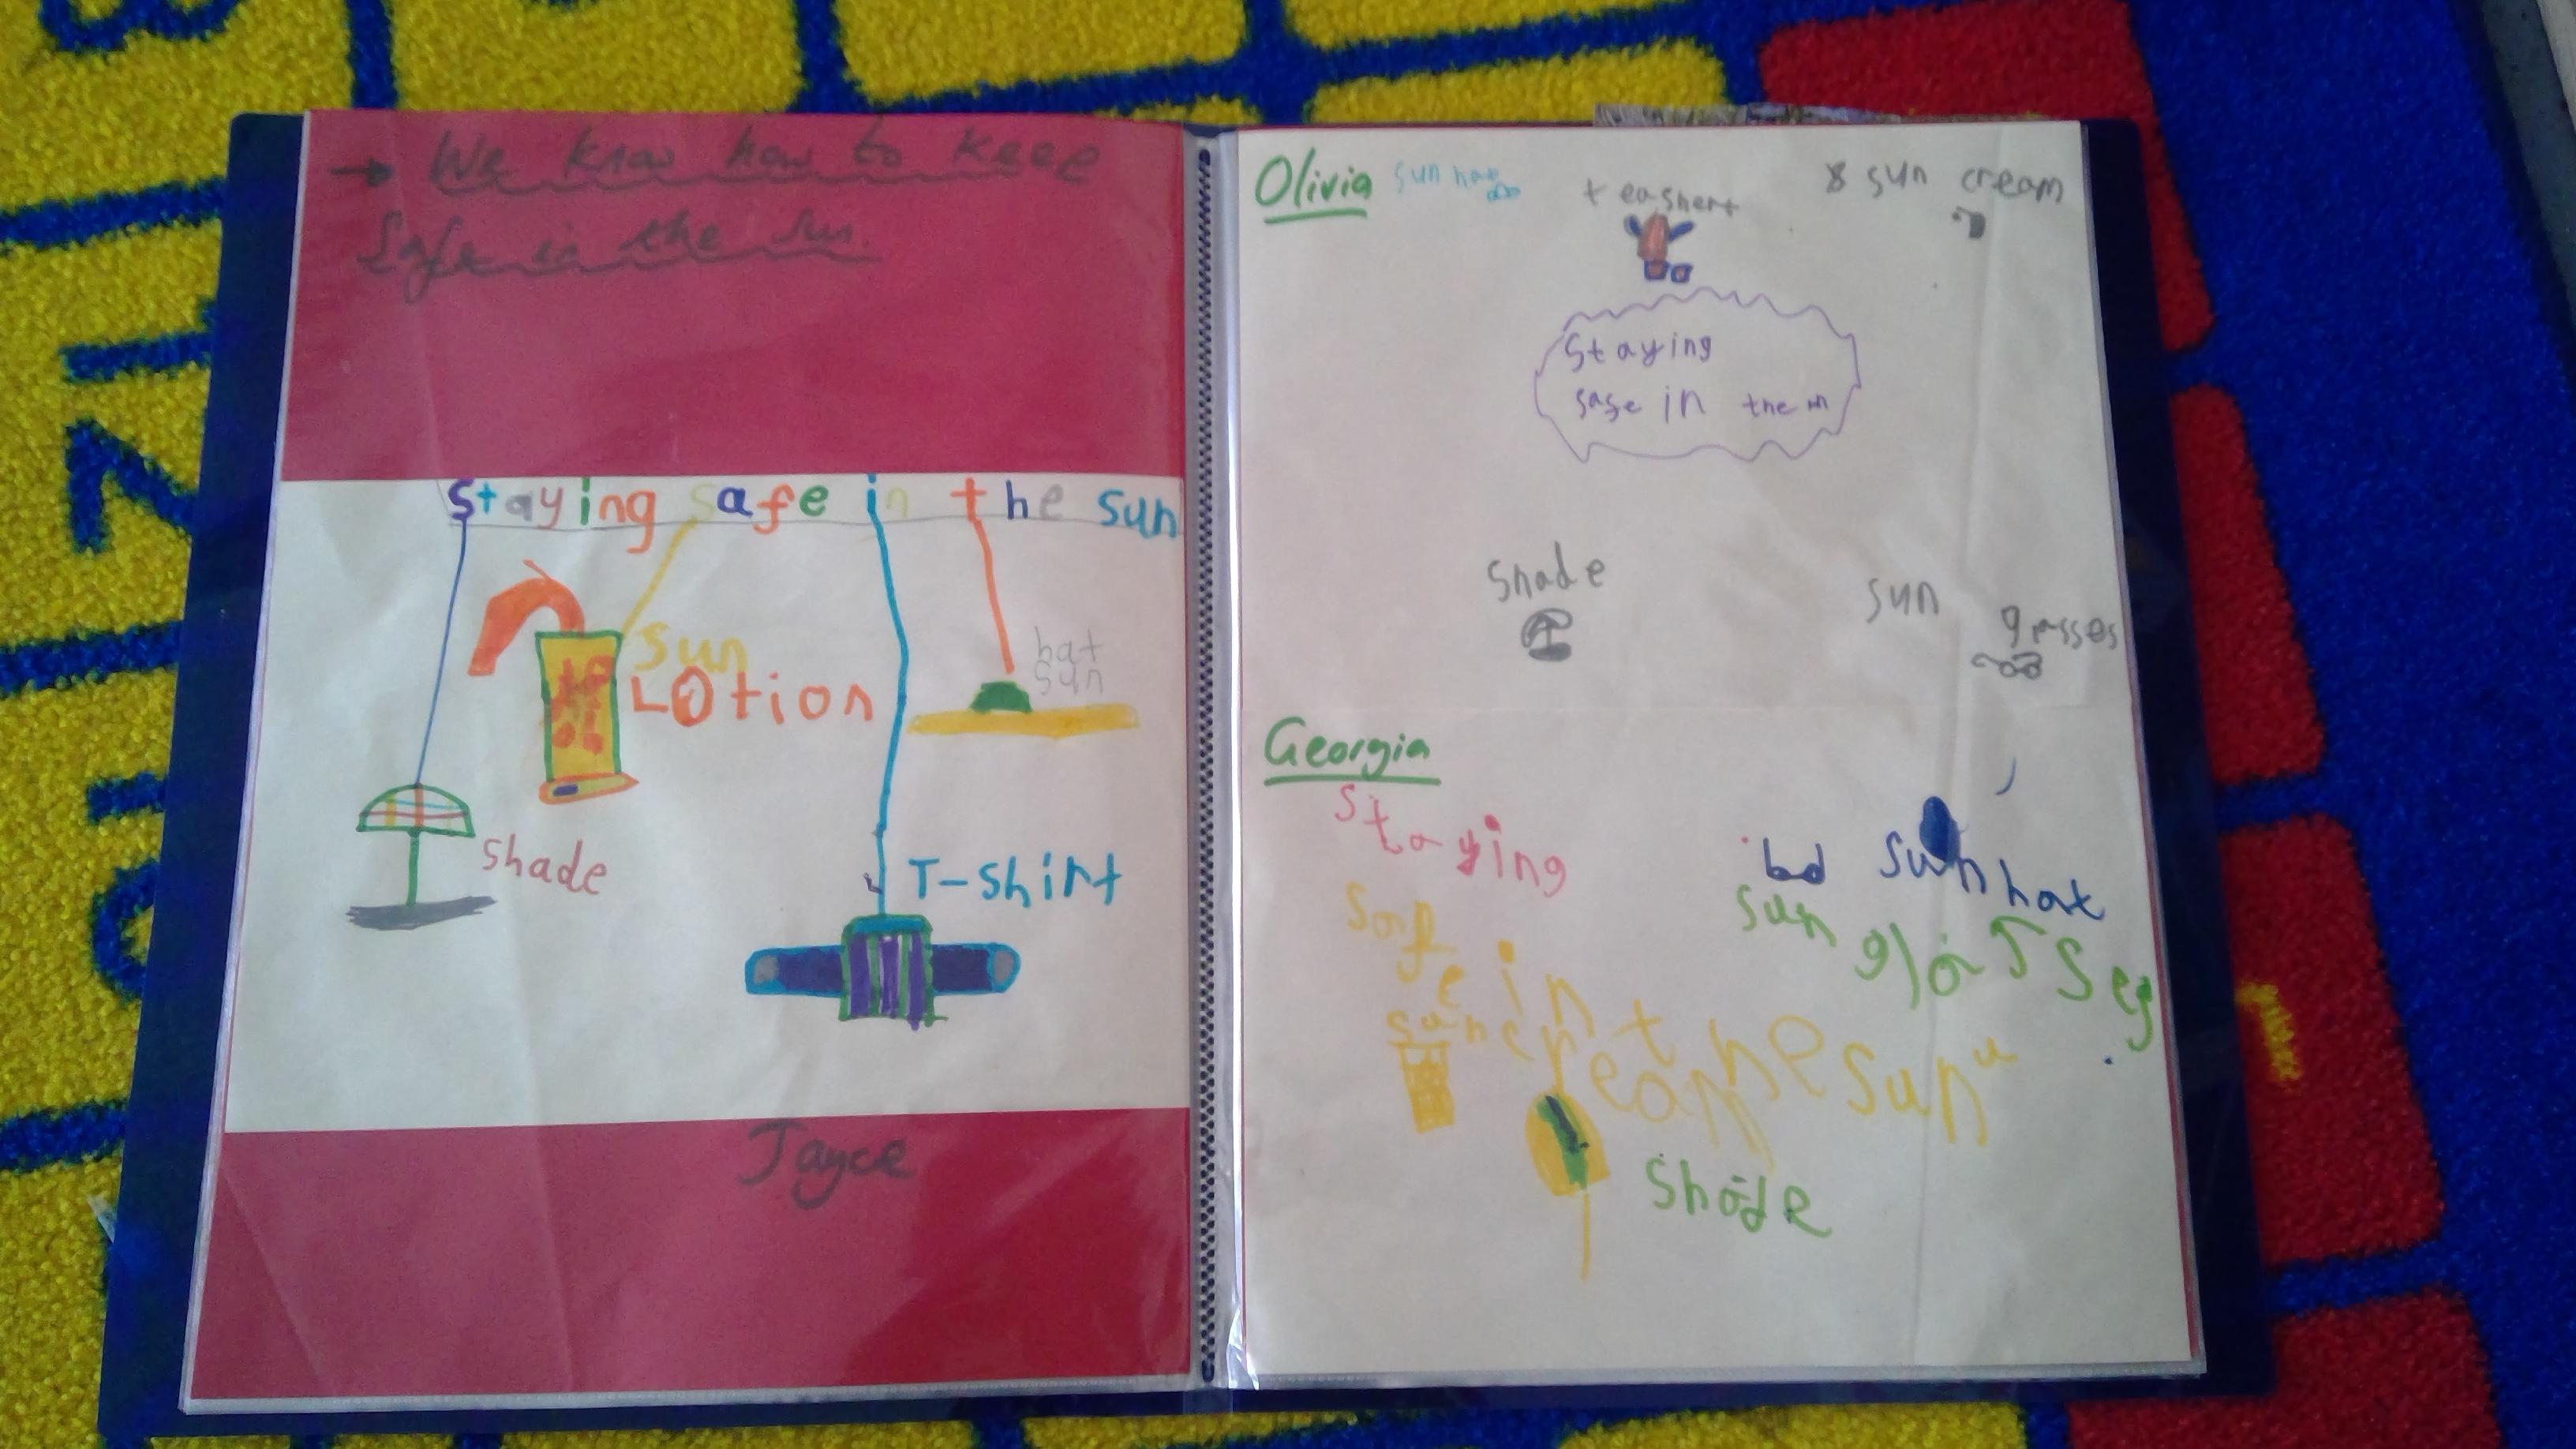 → We know how to keep
safe in the sun.
staying safe in the sun
sun
LOtion
hat
sun
shade
T-shirt
Jayce
Olivia
sun hat
teashert
sun cream
Staying
safe in the
shade
sun
grasses
Georgia
staying
safe in the sun
sun cream
sun hat
sun glasses
shade